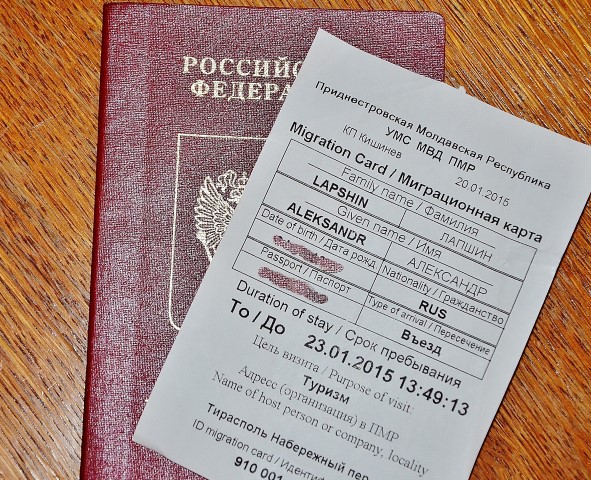 РОССИЙС
ФЕДЕРА
Приднестровская Молдавская Республика
УМС МВД ПМР
КП Кишинев 20.01.2015
Migration Card / Миграционная карта
Family name / Фамилия
LAPSHIN ЛАПШИН
Given name / Имя
ALEKSANDR АЛЕКСАНДР
Date of birth / Дата рожд Nationality / Гражданство
RUS
Passport / Паспорт Type of arrival / Пересечение
Въезд
Duration of stay / Срок пребывания
To / До 23.01.2015 13:49:13
Цель визита / Purpose of visit:
Туризм
Адресс (организация) в ПМР
Name of host person or company, locality
Тирасполь Набережный пер
ID migration card / Идентиф
910 001